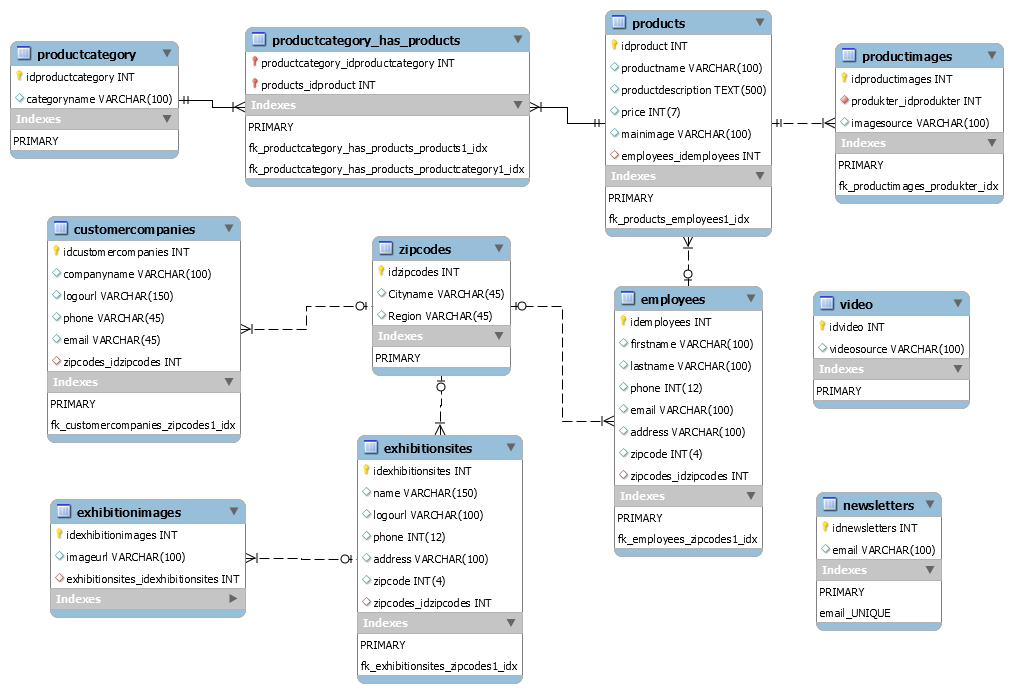 productcategory
idproductcategory INT
categoryname VARCHAR(100)
Indexes
PRIMARY
productcategory_has_products
productcategory_idproductcategory INT
products_idproduct INT
Indexes
PRIMARY
fk_productcategory_has_products_products1_idx
fk_productcategory_has_products_productcategory1_idx
products
idproduct INT
productname VARCHAR(100)
productdescription TEXT(500)
price INT(7)
mainimage VARCHAR(100)
employees_idemployees INT
Indexes
PRIMARY
fk_products_employees1_idx
productimages
idproductimages INT
produkter_idprodukter INT
imagesource VARCHAR(100)
Indexes
PRIMARY
fk_productimages_produkter_idx
customercompanies
idcustomercompanies INT
companyname VARCHAR(100)
logourl VARCHAR(150)
phone VARCHAR(45)
email VARCHAR(45)
zipcodes_idzipcodes INT
Indexes
PRIMARY
fk_customercompanies_zipcodes1_idx
zipcodes
idzipcodes INT
Cityname VARCHAR(45)
Region VARCHAR(45)
Indexes
PRIMARY
employees
idemployees INT
firstname VARCHAR(100)
lastname VARCHAR(100)
phone INT(12)
email VARCHAR(100)
address VARCHAR(100)
zipcode INT(4)
zipcodes_idzipcodes INT
Indexes
PRIMARY
fk_employees_zipcodes1_idx
video
idvideo INT
videosource VARCHAR(100)
Indexes
PRIMARY
exhibitionimages
idexhibitionimages INT
imageurl VARCHAR(100)
exhibitionsites_idexhibitionsites INT
Indexes
exhibitionsites
idexhibitionsites INT
name VARCHAR(150)
logourl VARCHAR(100)
phone INT(12)
address VARCHAR(100)
zipcode INT(4)
zipcodes_idzipcodes INT
Indexes
PRIMARY
fk_exhibitionsites_zipcodes1_idx
newsletters
idnewsletters INT
email VARCHAR(100)
Indexes
PRIMARY
email_UNIQUE